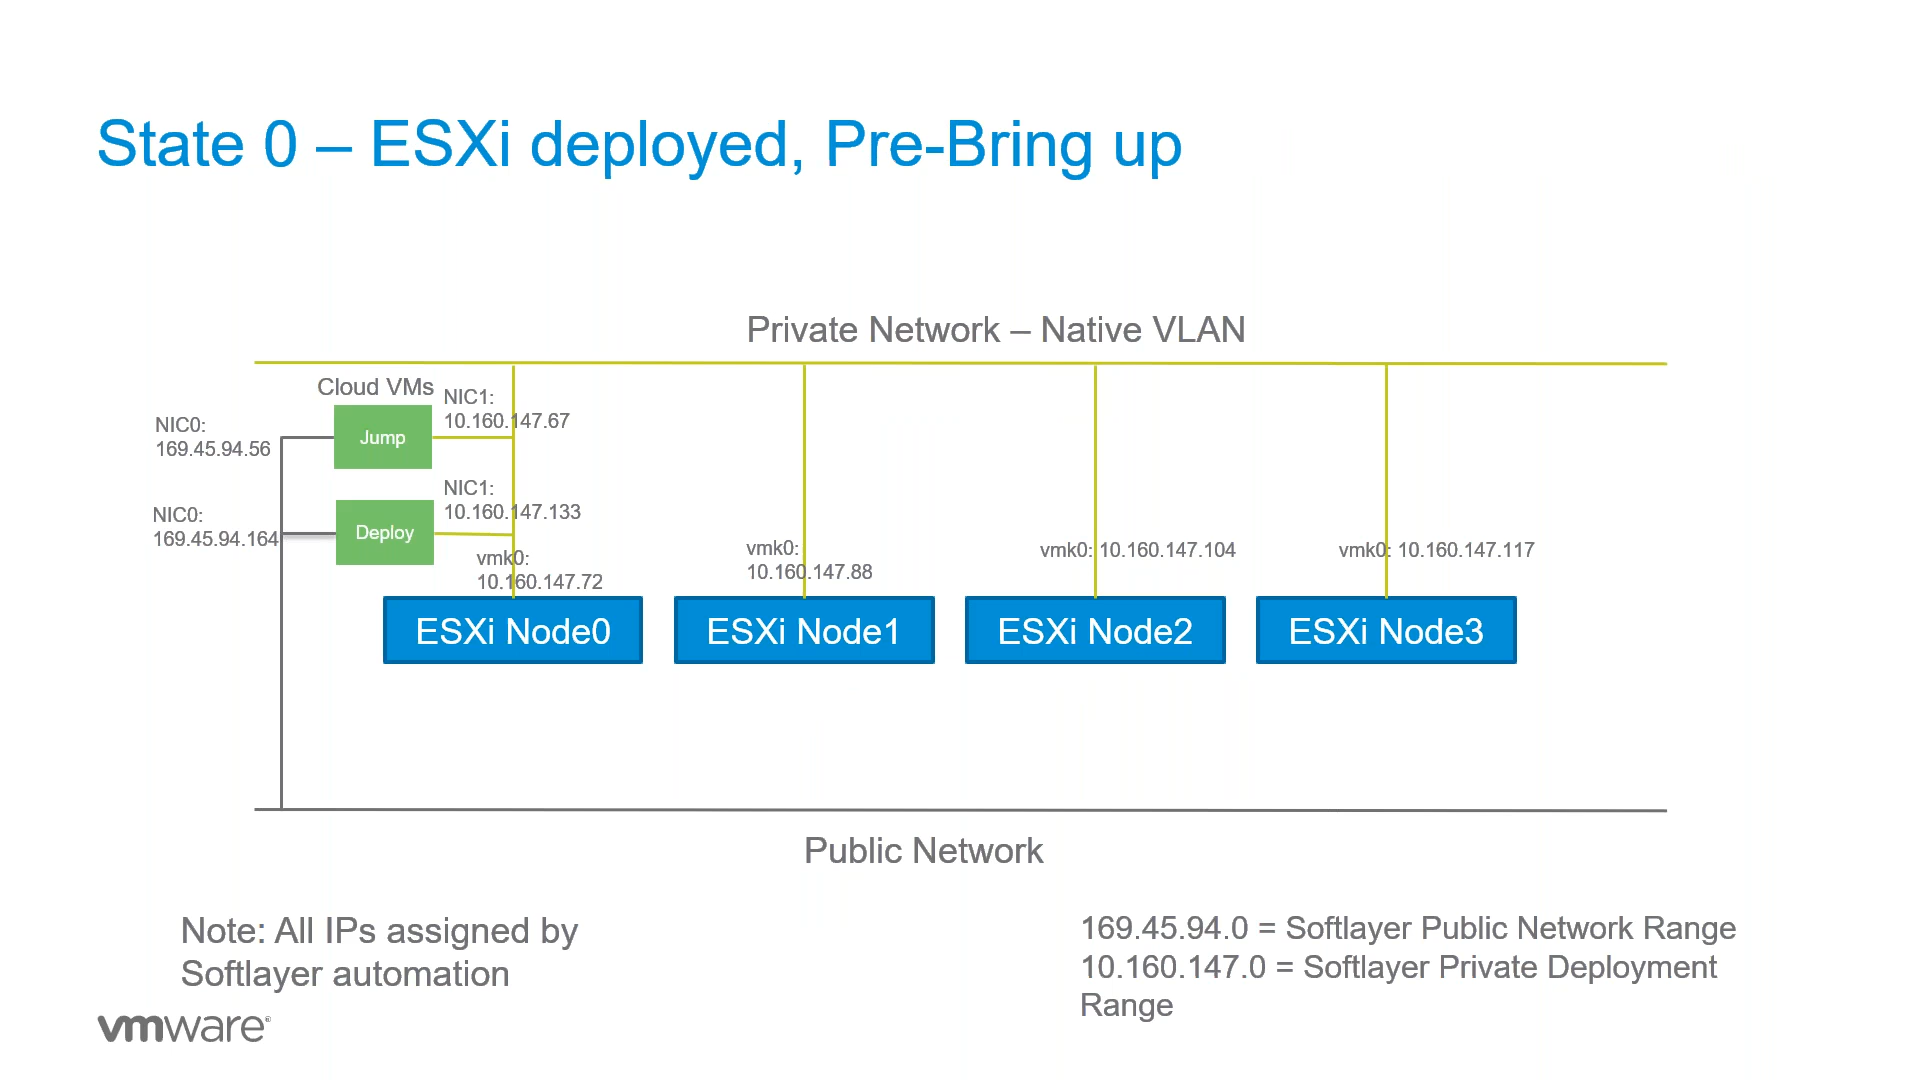 State 0 – ESXi deployed, Pre-Bring up
Private Network – Native VLAN
Cloud VMs
NIC1:
10.160.147.67
NIC0:
169.45.94.56
Jump
NIC1:
10.160.147.133
NIC0:
169.45.94.164
Deploy
vmk0:
10.160.147.72
vmk0:
10.160.147.88
vmk0: 10.160.147.104
vmk0: 10.160.147.117
ESXi Node0
ESXi Node1
ESXi Node2
ESXi Node3
Public Network
Note: All IPs assigned by
Softlayer automation
169.45.94.0 = Softlayer Public Network Range
10.160.147.0 = Softlayer Private Deployment
Range
vmware®